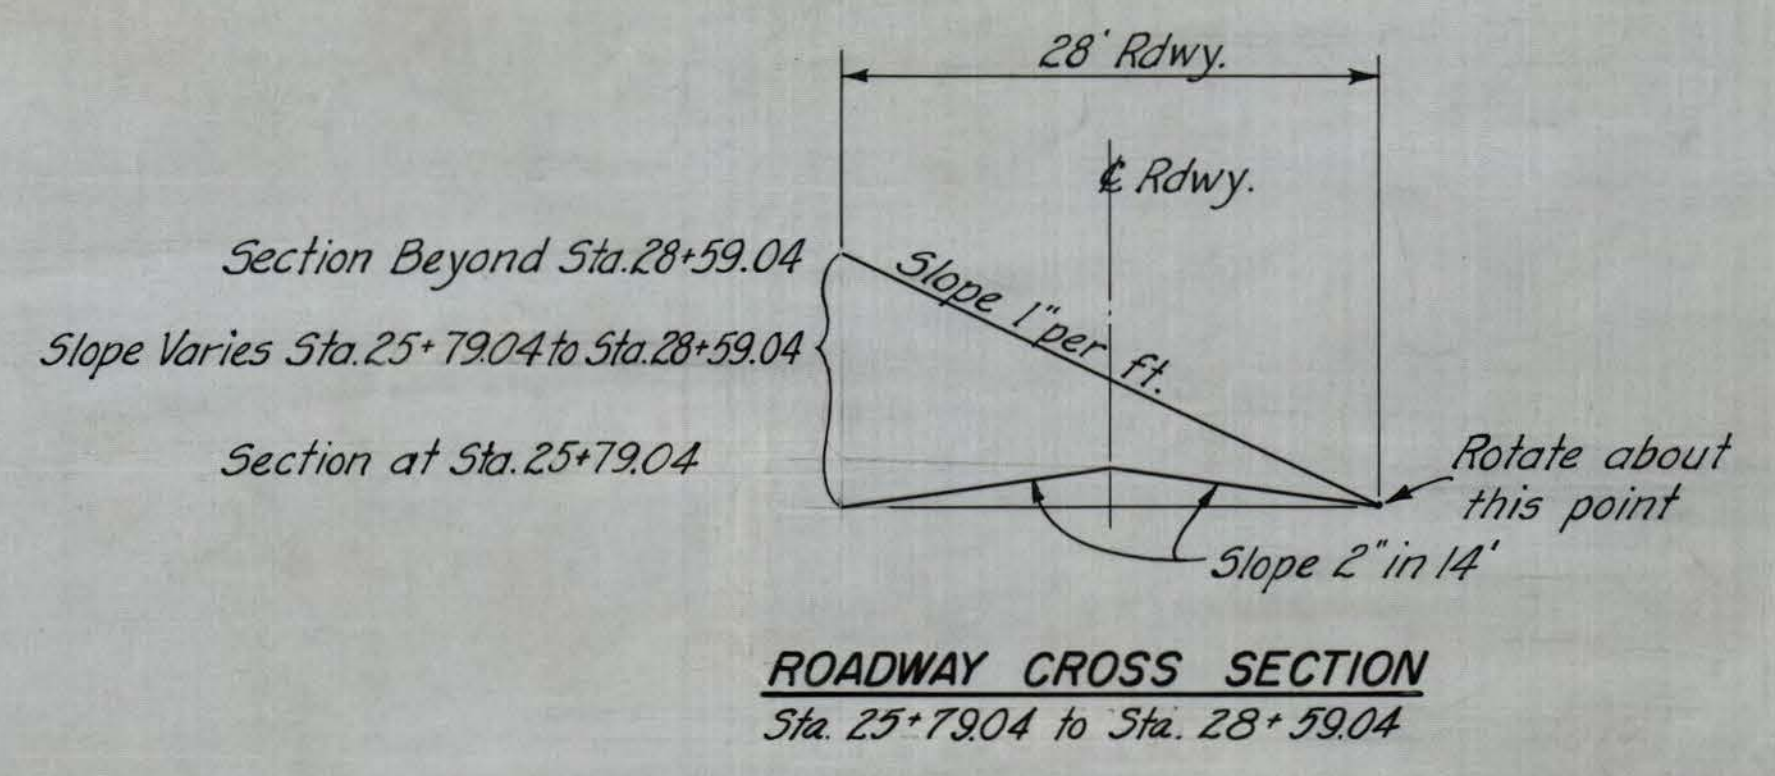 28' Rdwy.
℄ Rdwy.
Section Beyond Sta.28+59.04
Slope 1" per ft.
Slope Varies Sta.25+79.04 to Sta.28+59.04
Section at Sta.25+79.04
Rotate about
this point
Slope 2" in 14'
ROADWAY CROSS SECTION
Sta. 25+79.04 to Sta. 28+59.04